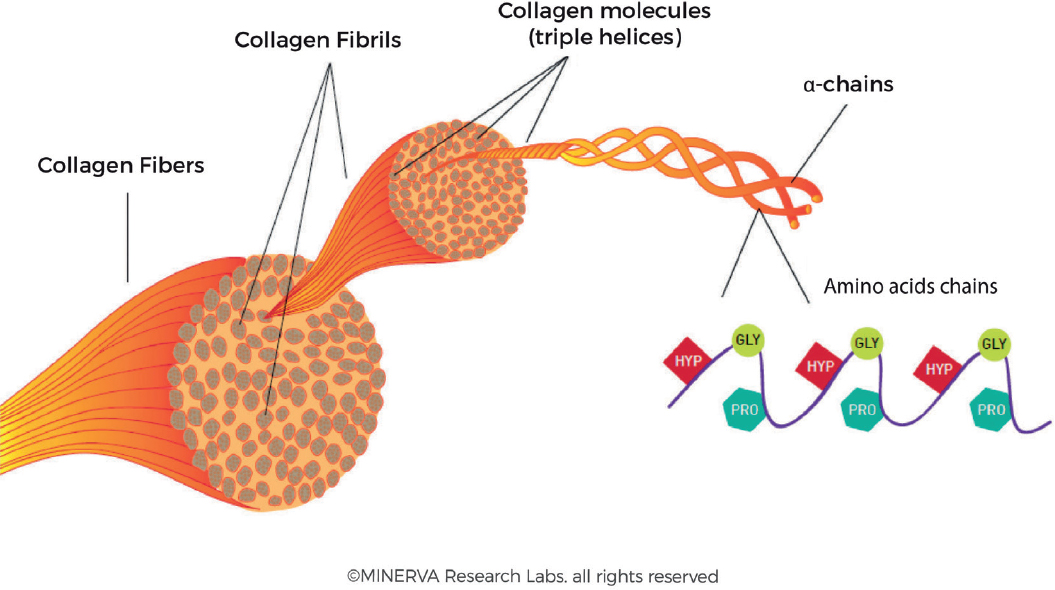 Collagen molecules
(triple helices)
Collagen Fibrils
α-chains
Collagen Fibers
Amino acids chains
HYP
GLY
PRO
HYP
GLY
PRO
HYP
GLY
PRO
©MINERVA Research Labs. all rights reserved